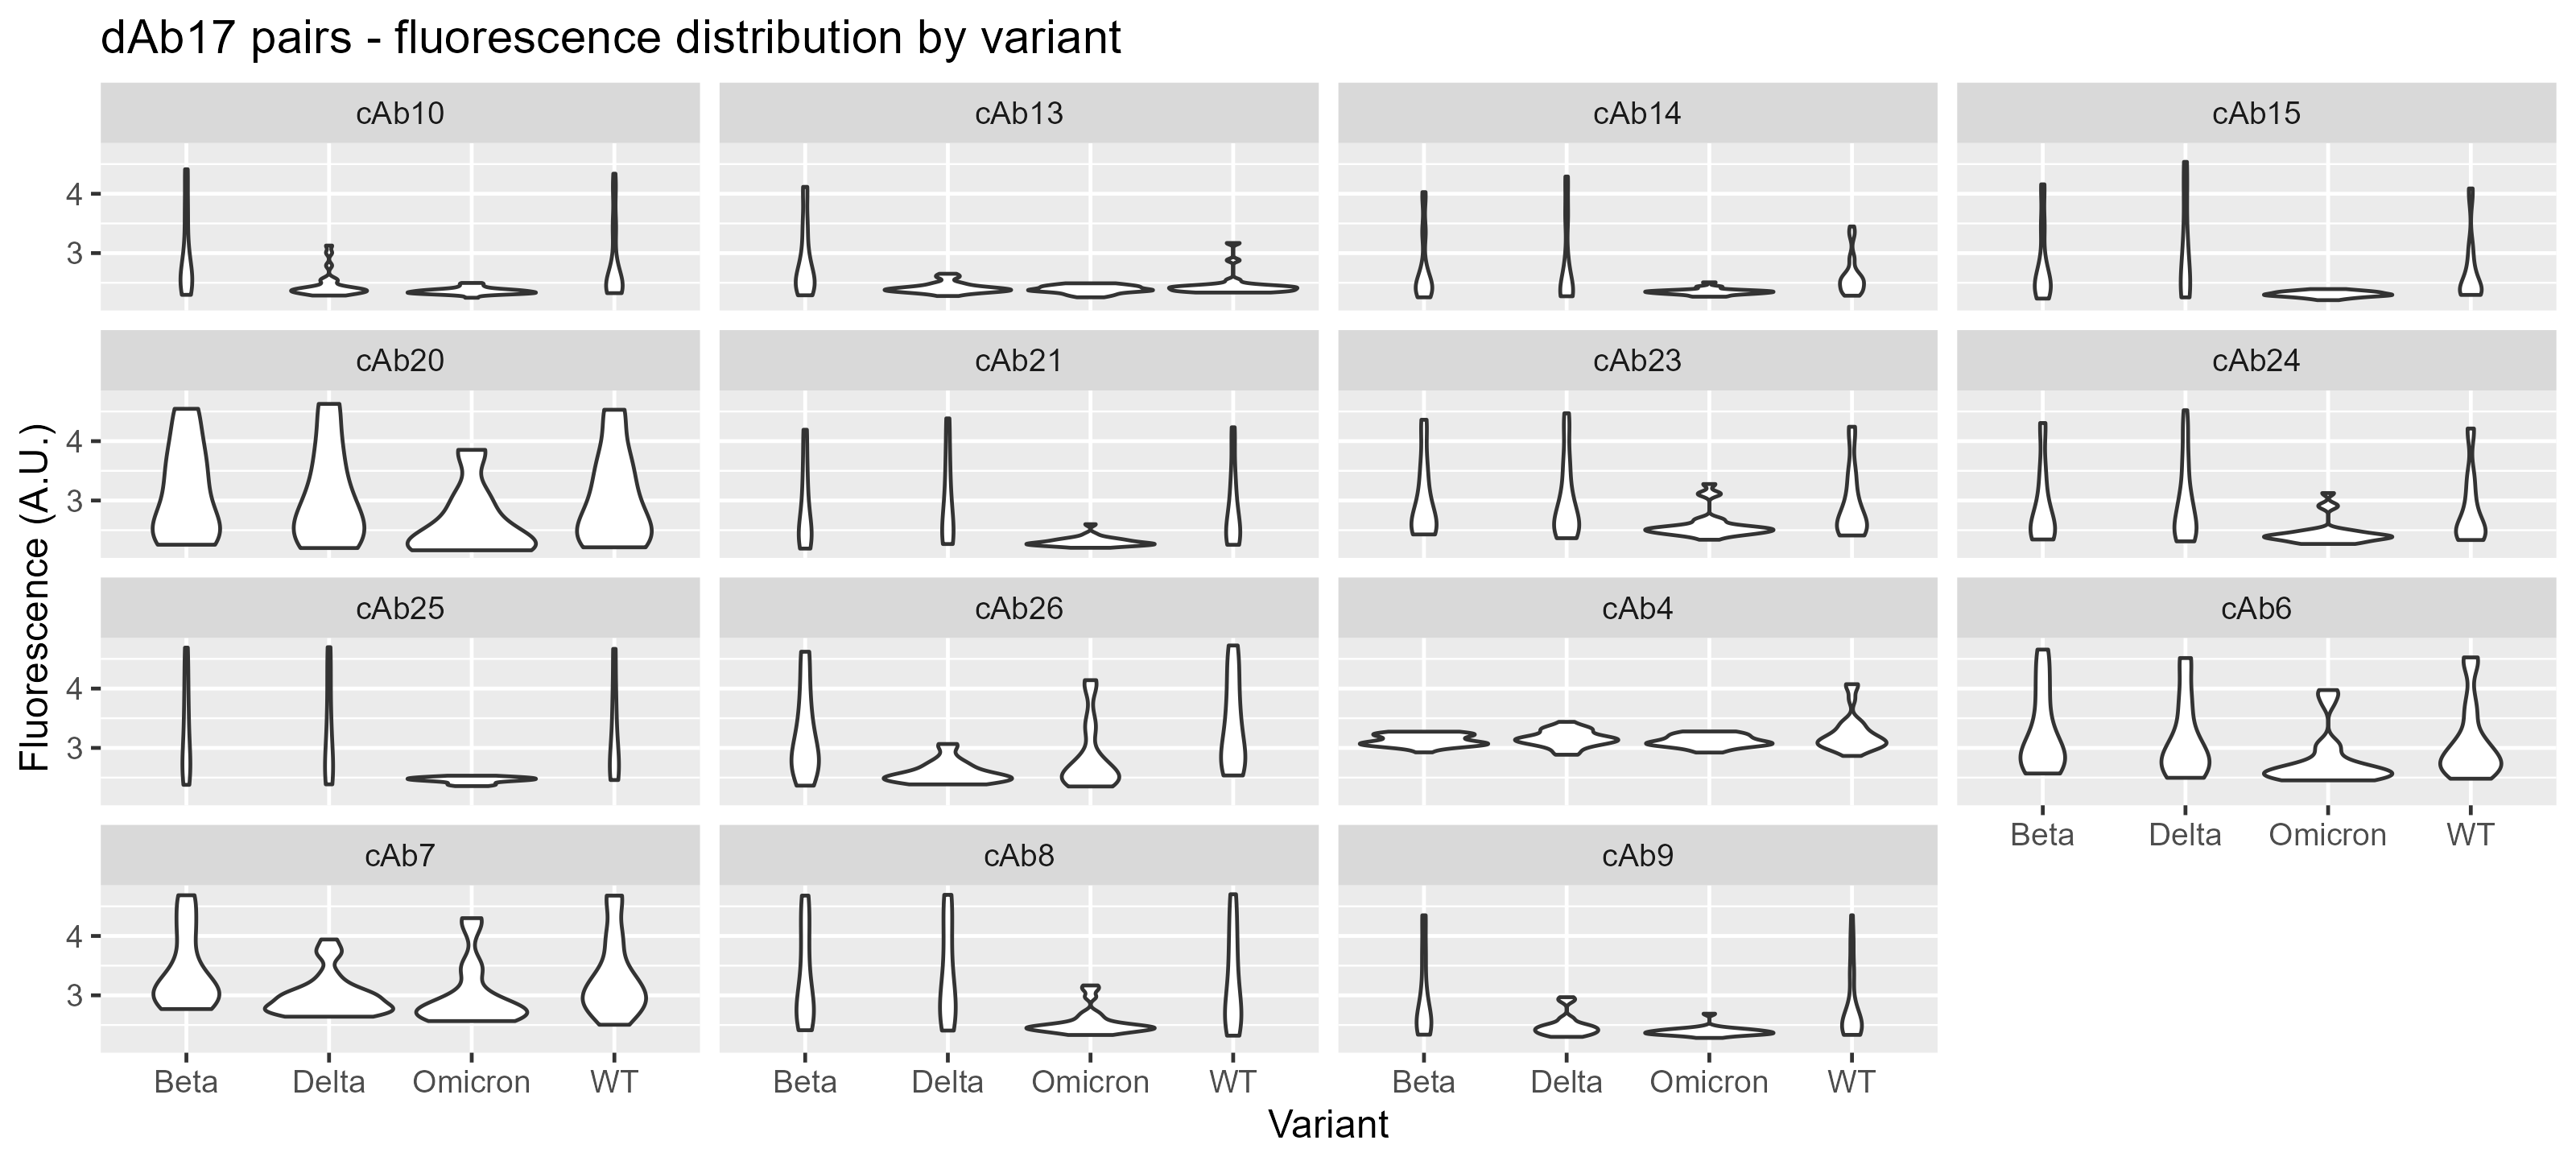 dAb17 pairs - fluorescence distribution by variant
cAb10 cAb13 cAb14 cAb15
4
3
cAb20 cAb21 cAb23 cAb24
4
3
Fluorescence (A.U.)
cAb25 cAb26 cAb4 cAb6
4
3
Beta Delta Omicron WT
cAb7 cAb8 cAb9
4
3
Beta Delta Omicron WT Beta Delta Omicron WT Beta Delta Omicron WT
Variant